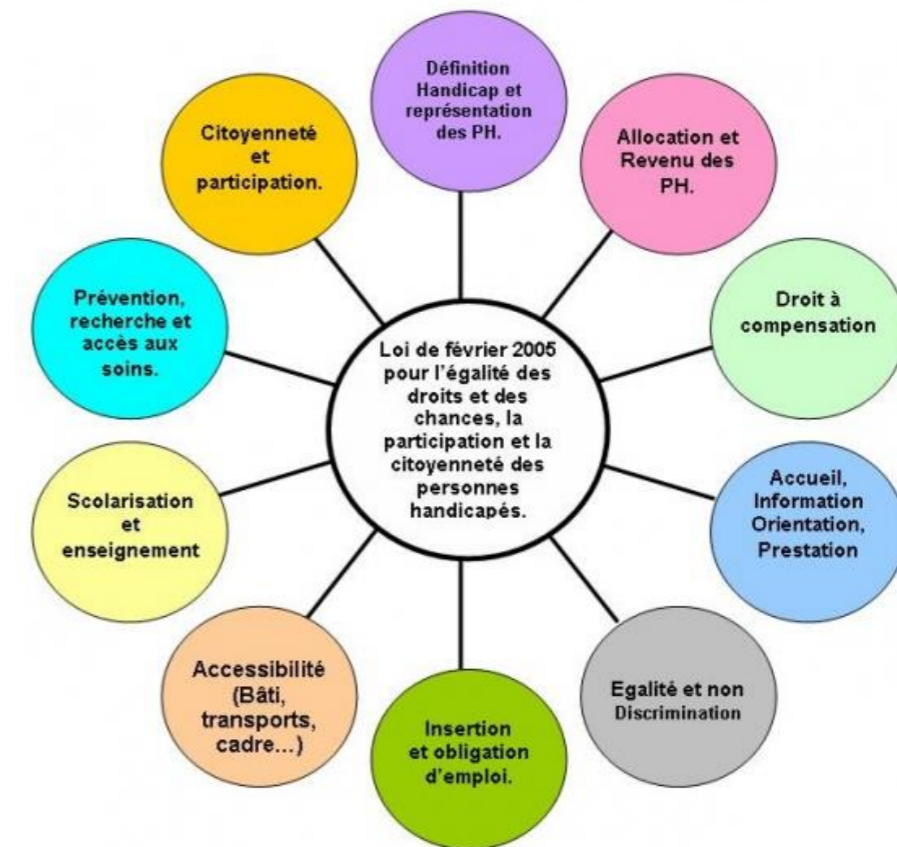 Définition
Handicap et
représentation
des PH.
Allocation et
Revenu des
PH.
Droit à
compensation
Accueil,
Information
Orientation,
Prestation
Egalité et non
Discrimination
Insertion
et obligation
d'emploi.
Accessibilité
(Bâti,
transports,
cadre...)
Scolarisation
et
enseignement
Prévention,
recherche et
accès aux
soins.
Citoyenneté
et
participation.
Loi de février 2005
pour l'égalité des
droits et des
chances, la
participation et la
citoyenneté des
personnes
handicapés.